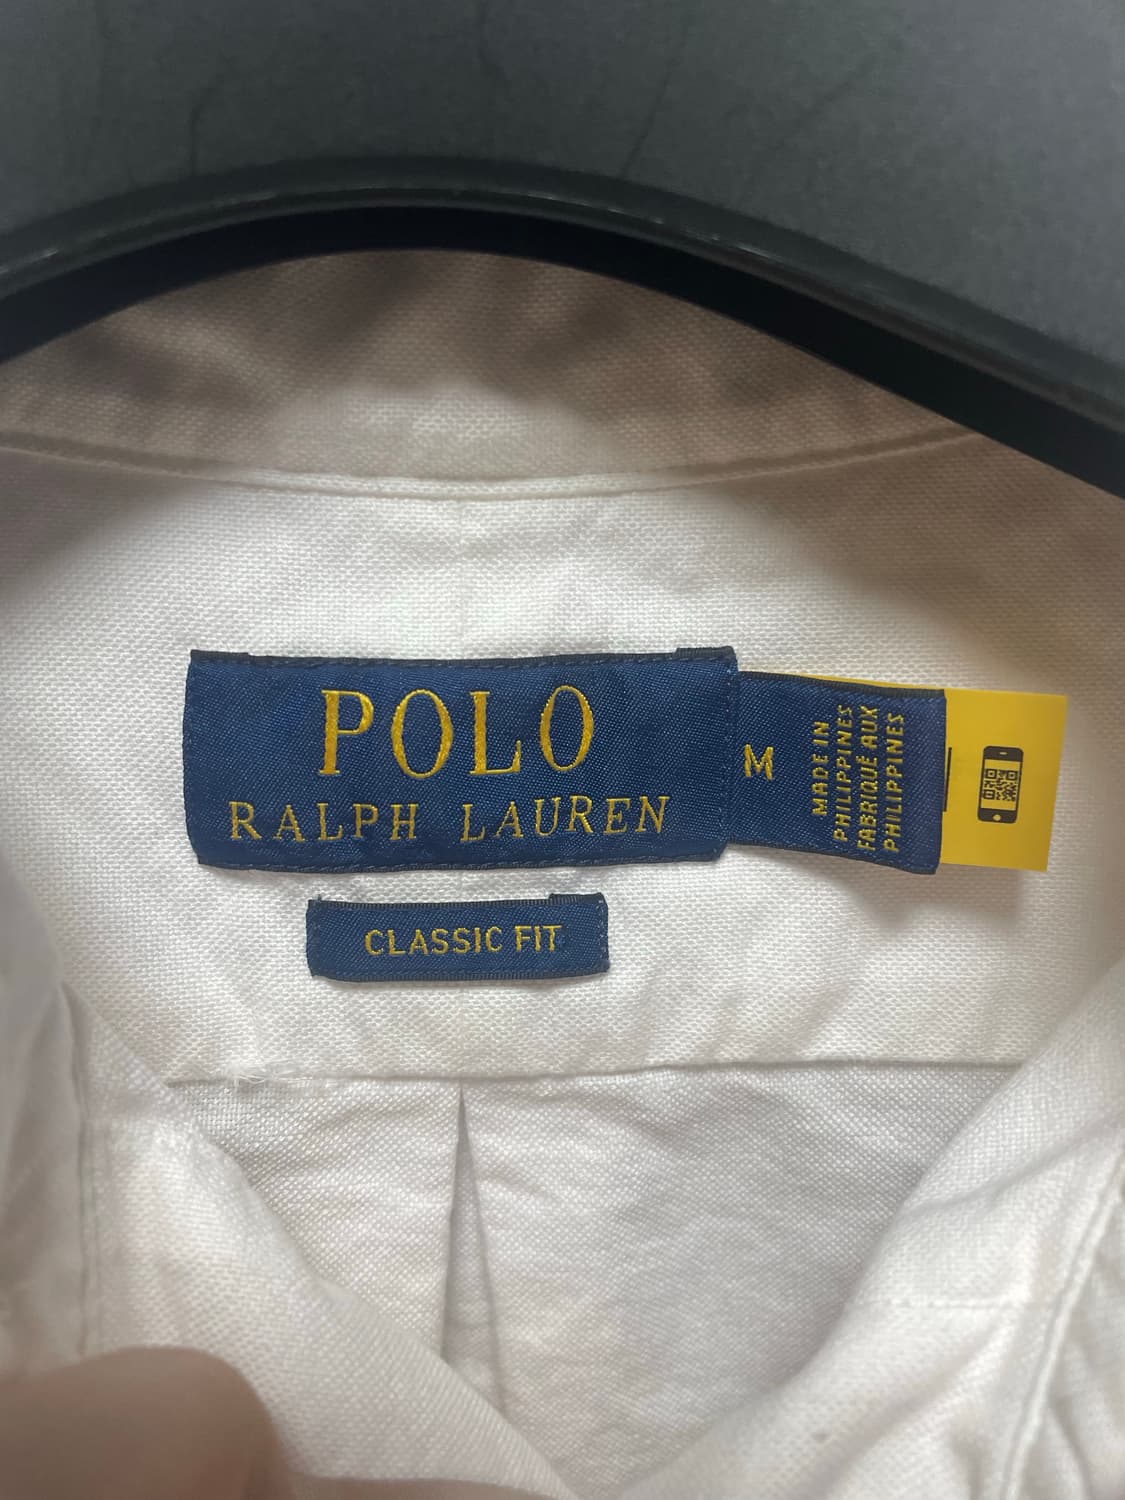 POLO
RALPH LAUREN
M
MADE IN
PHILIPPINES
FABRIQUÉ AUX
PHILIPPINES
CLASSIC FIT